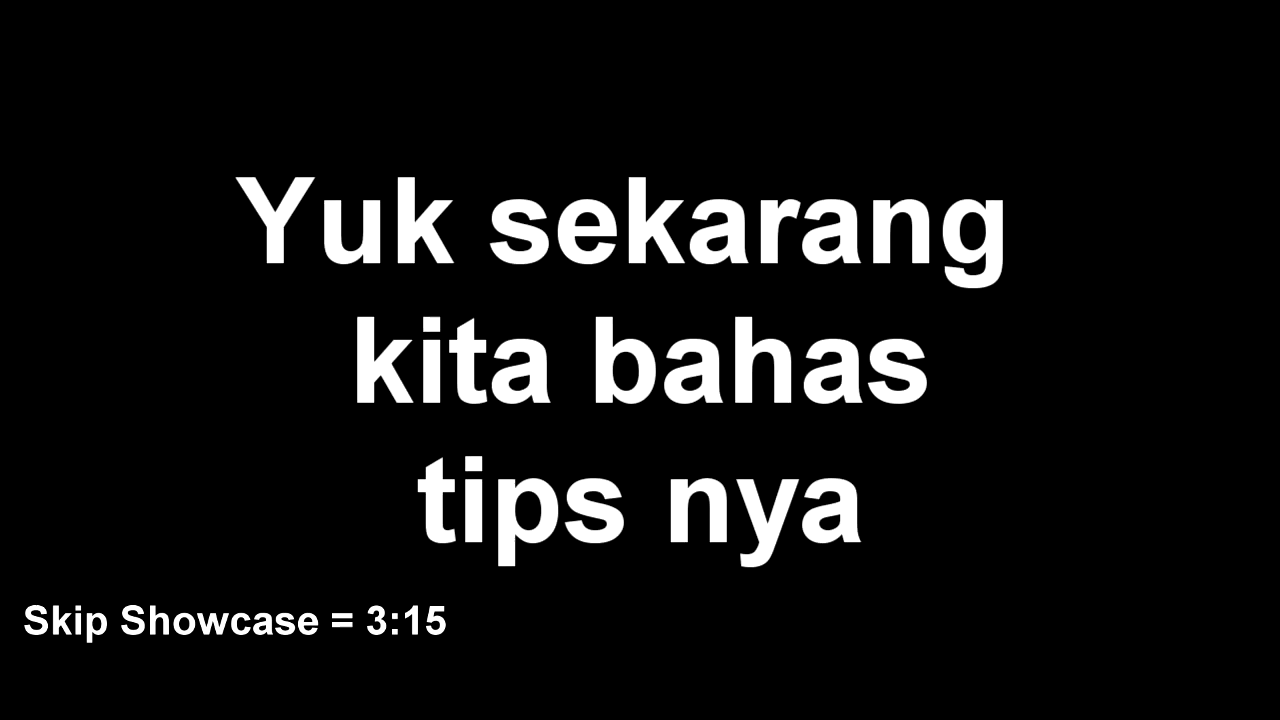 Yuk sekarang
kita bahas
tips nya
Skip Showcase = 3:15